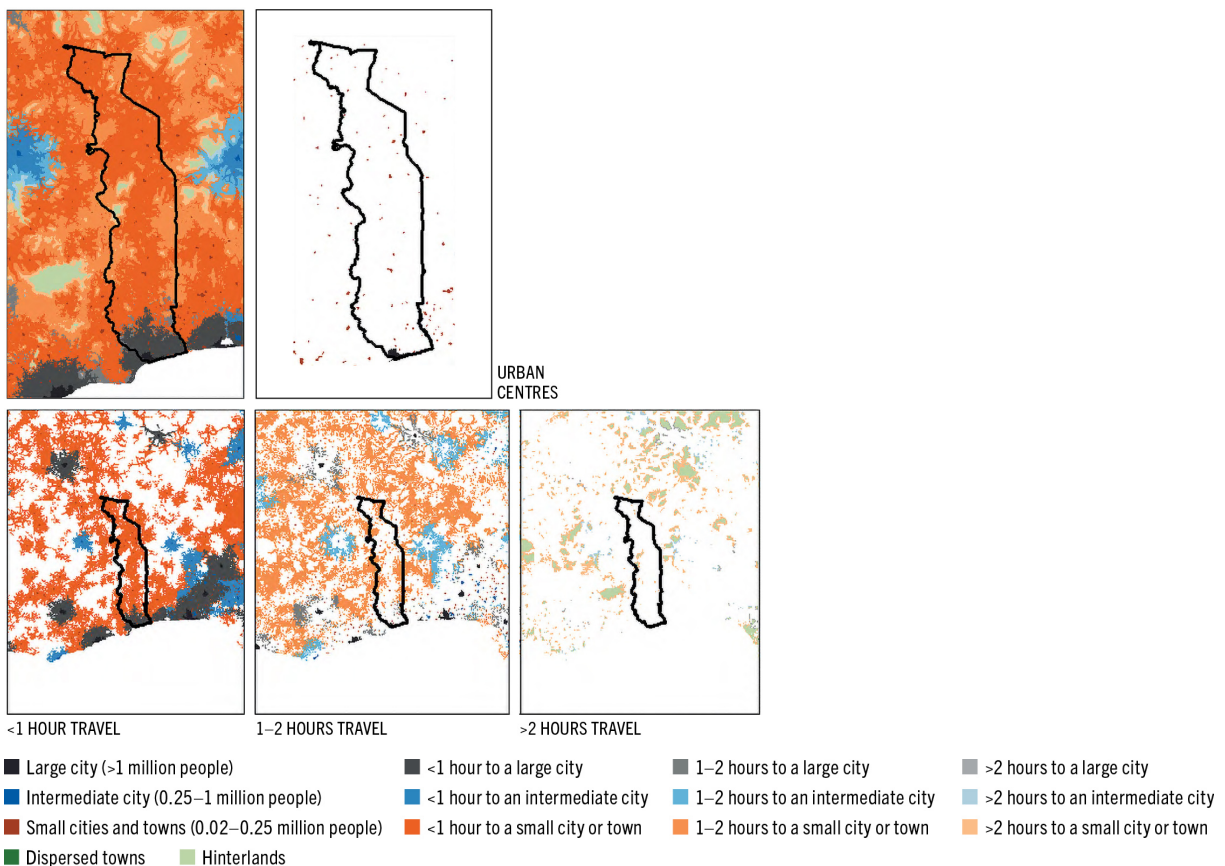 URBAN
CENTRES
<1 HOUR TRAVEL
1–2 HOURS TRAVEL
>2 HOURS TRAVEL
Large city (>1 million people)
<1 hour to a large city
1–2 hours to a large city
>2 hours to a large city
Intermediate city (0.25–1 million people)
<1 hour to an intermediate city
1–2 hours to an intermediate city
>2 hours to an intermediate city
Small cities and towns (0.02–0.25 million people)
<1 hour to a small city or town
1–2 hours to a small city or town
>2 hours to a small city or town
Dispersed towns
Hinterlands